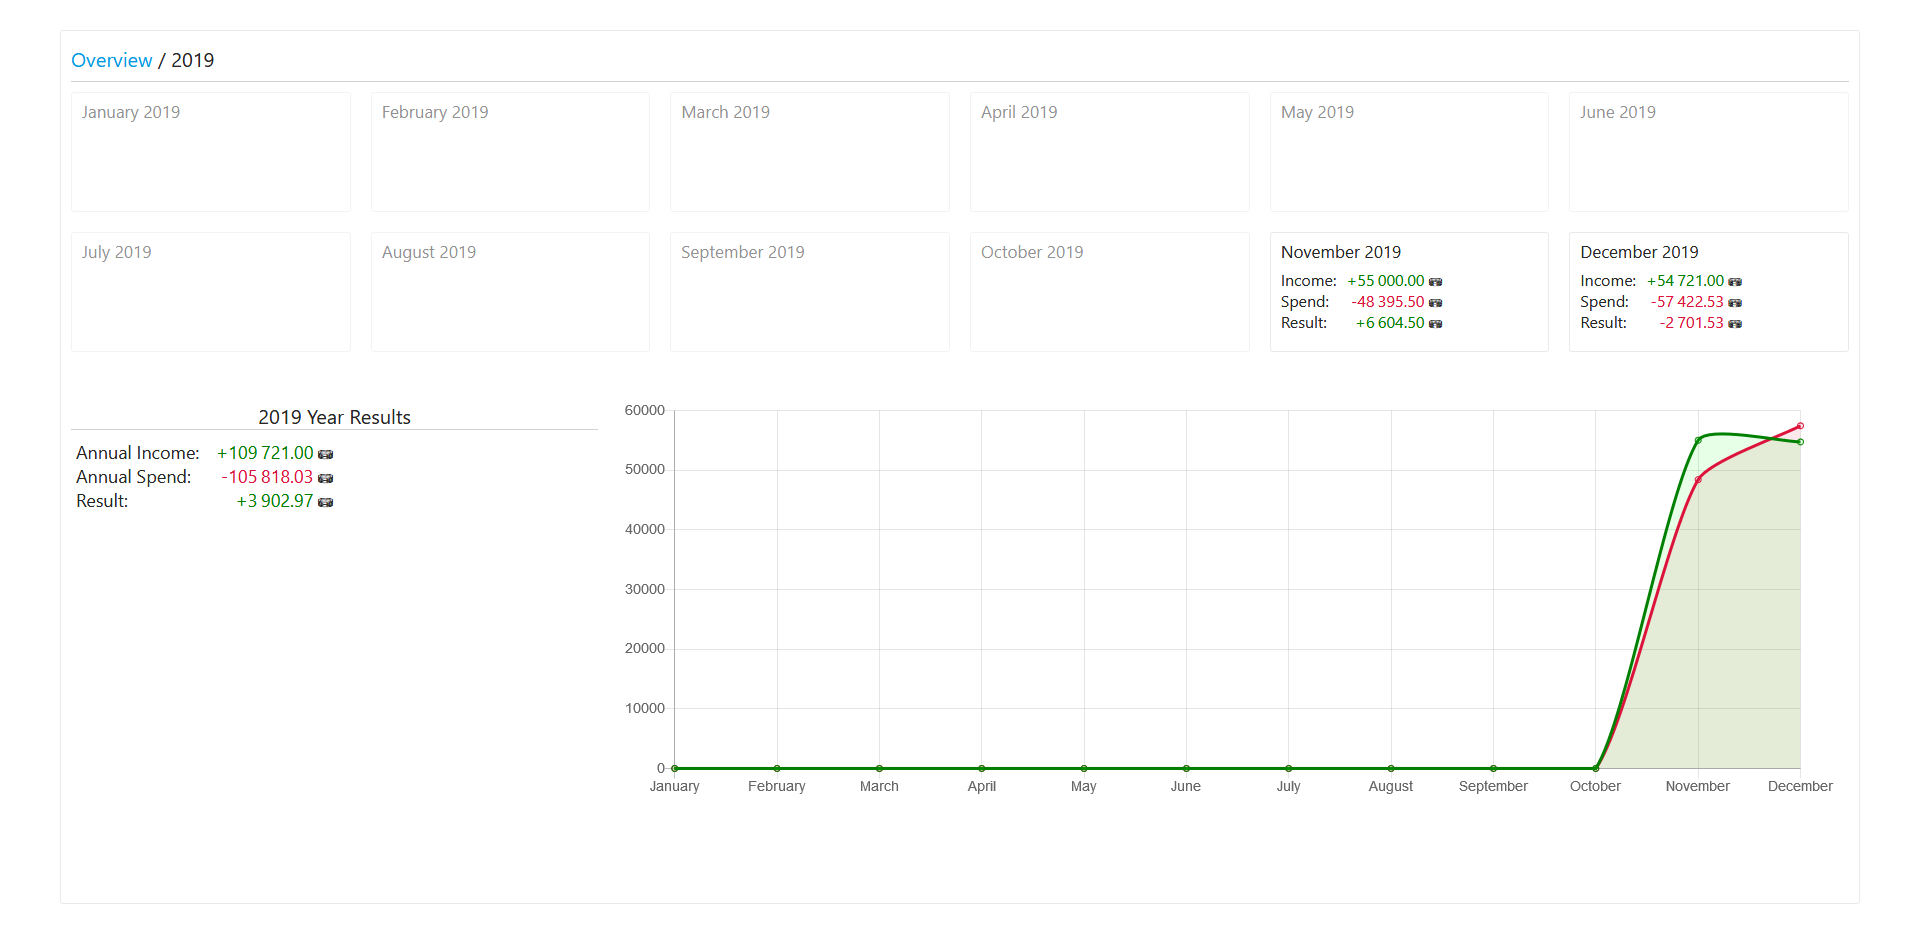 Overview / 2019
January 2019
February 2019
March 2019
April 2019
May 2019
June 2019
July 2019
August 2019
September 2019
October 2019
November 2019
Income: +55 000.00
Spend: -48 395.50
Result: +6 604.50
December 2019
Income: +54 721.00
Spend: -57 422.53
Result: -2 701.53
2019 Year Results
Annual Income: +109 721.00
Annual Spend: -105 818.03
Result: +3 902.97
60000
50000
40000
30000
20000
10000
0
January February March April May June July August September October November December